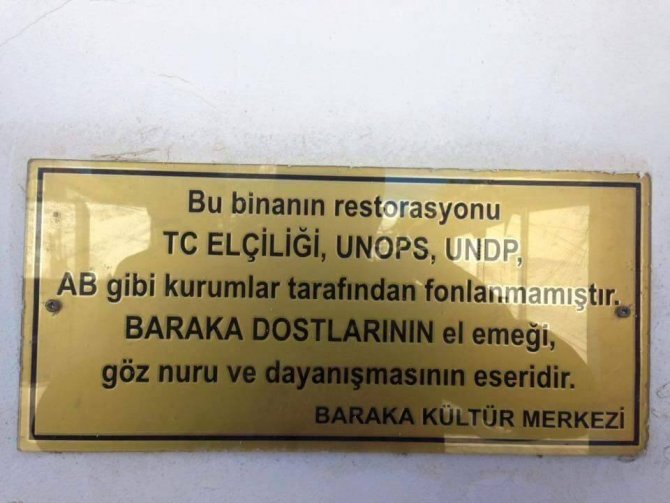 Bu binanın restorasyonu
TC ELÇİLİĞİ, UNOPS, UNDP,
AB gibi kurumlar tarafından fonlanmamıştır.
BARAKA DOSTLARININ el emeği,
göz nuru ve dayanışmasının eseridir.
BARAKA KÜLTÜR MERKEZİ